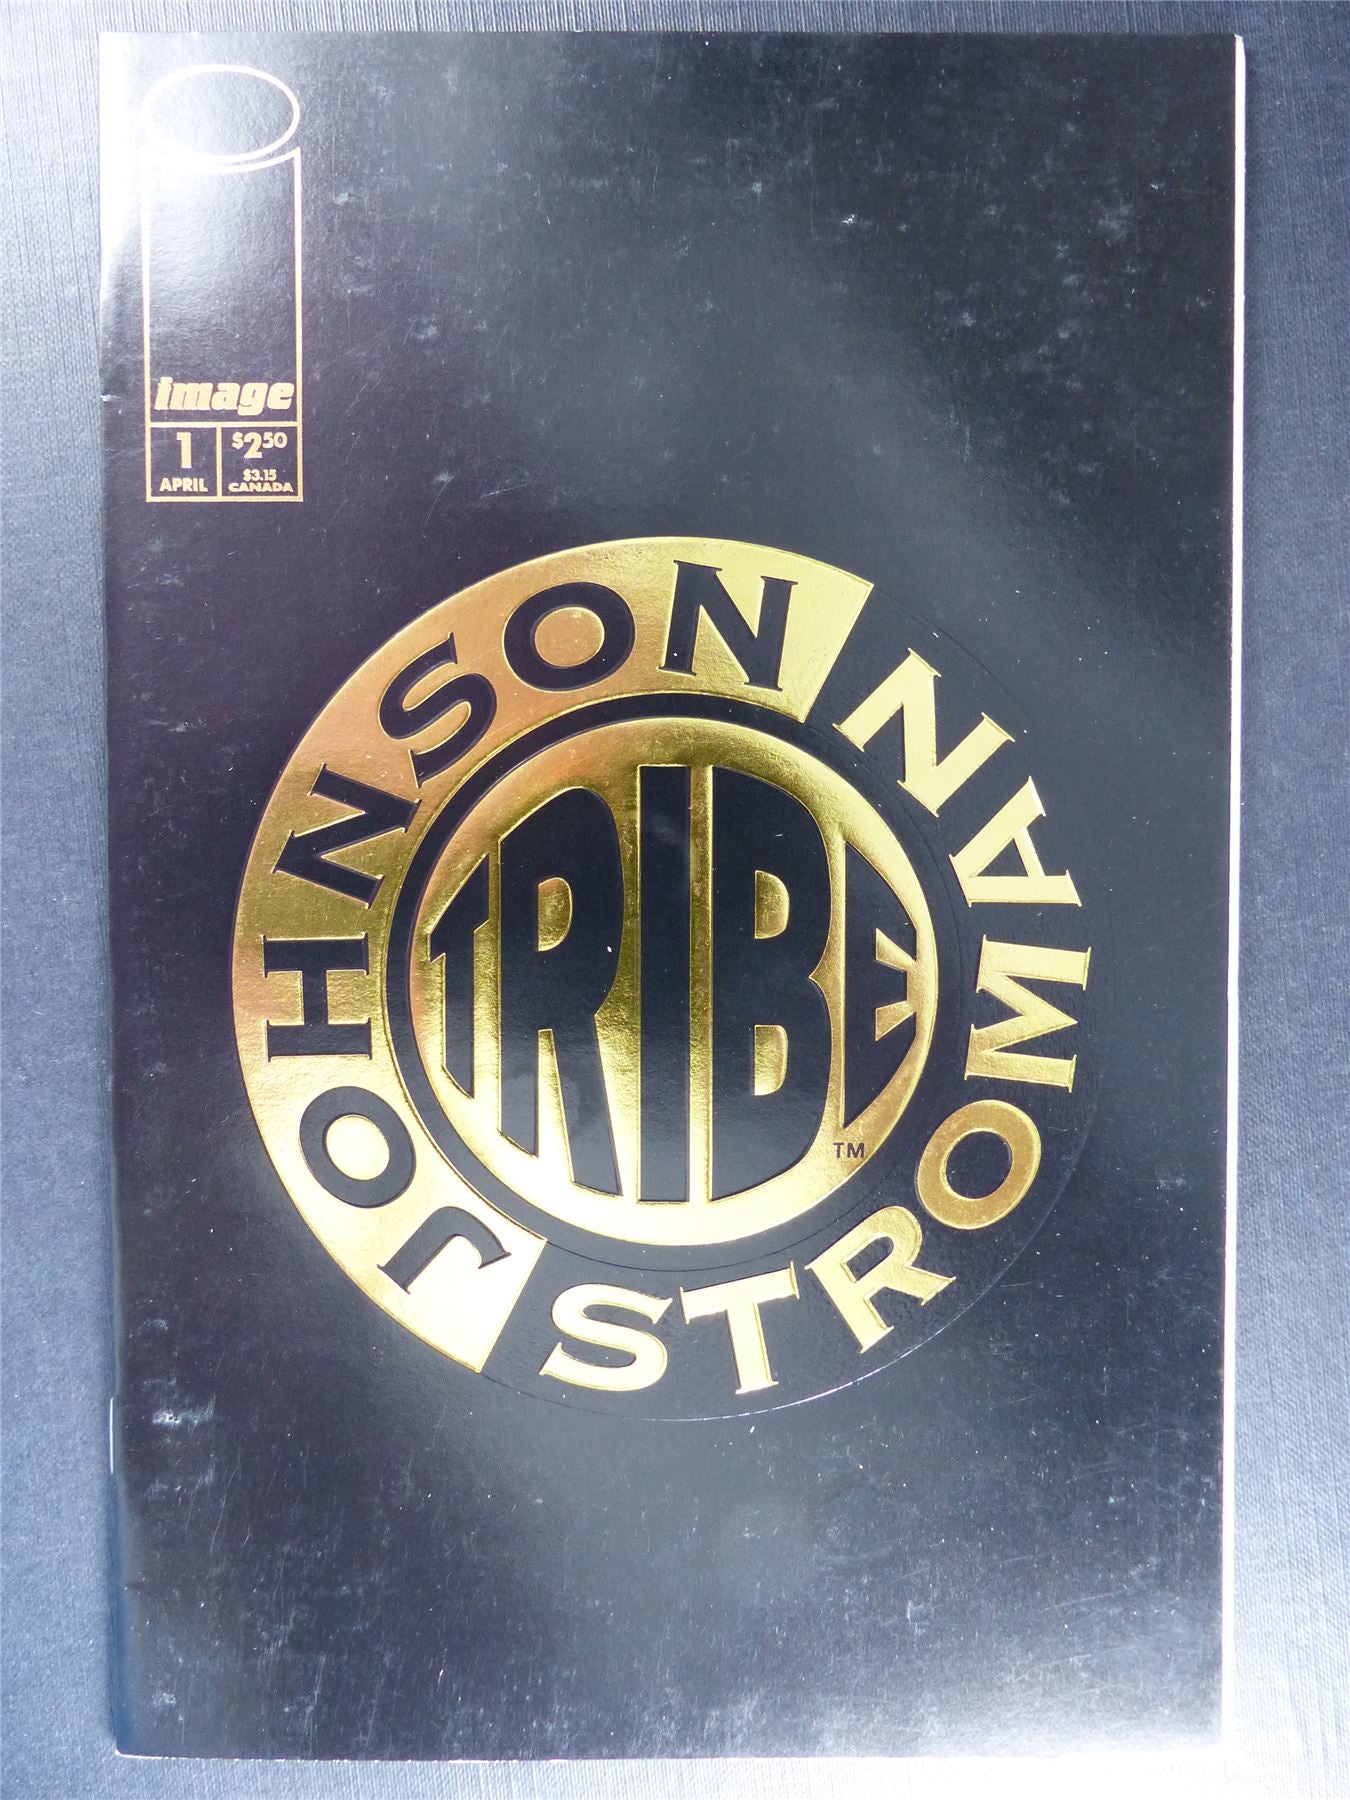 image
1
APRIL
$2.50
$3.15
CANADA
JOHNSON
STROMAN
TRIBE
TM